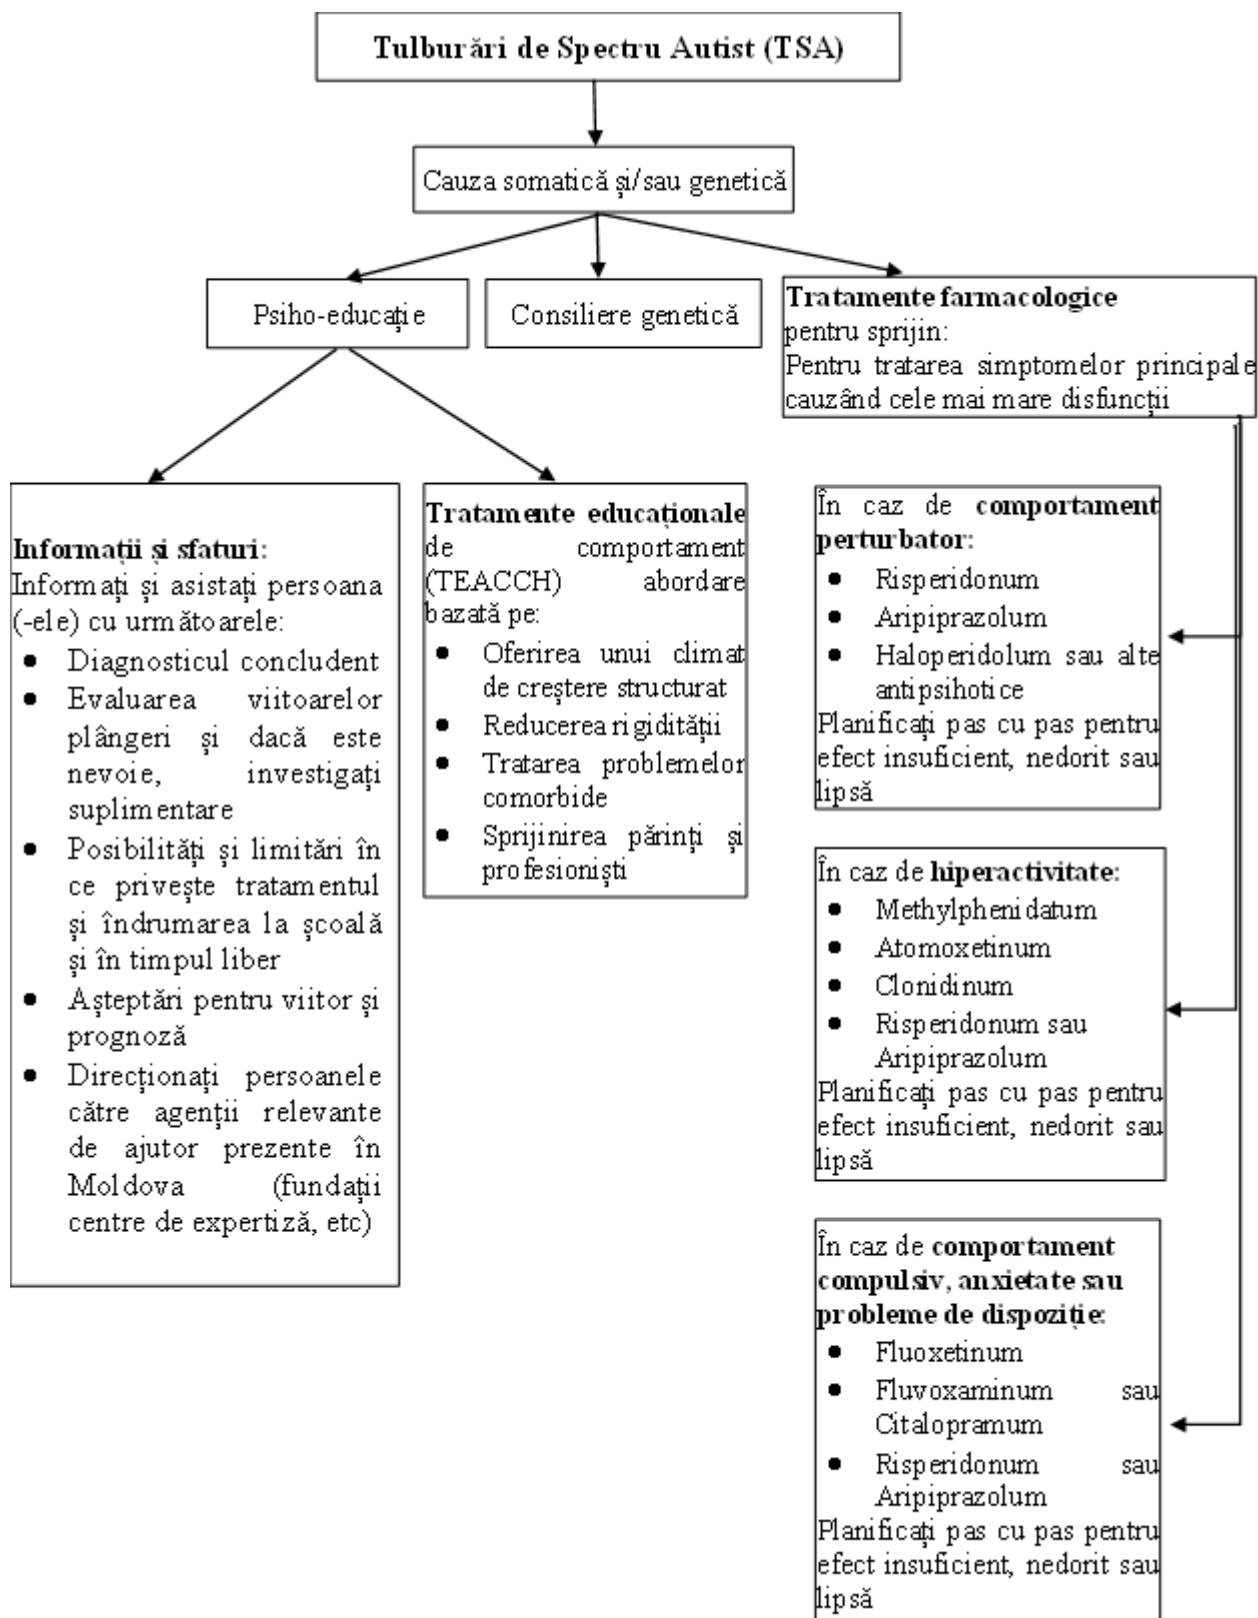 Tulburări de Spectru Autist (TSA)
Cauza somatică și/sau genetică
Psiho-educație
Consiliere genetică
Tratamente farmacologice
pentru sprijin:
Pentru tratarea simptomelor principale
cauzând cele mai mare disfuncții
Informații și sfaturi:
Informați și asistați persoana
(-ele) cu următoarele:
● Diagnosticul concludent
● Evaluarea viitoarelor
plângeri și dacă este
nevoie, investigați
suplimentare
● Posibilități și limitări în
ce privește tratamentul
și îndrumarea la școală
și în timpul liber
● Așteptări pentru viitor și
prognoză
● Direcționați persoanele
către agenții relevante
de ajutor prezente în
Moldova (fundații
centre de expertiză, etc)
Tratamente educaționale
de comportament
(TEACCH) abordare
bazată pe:
● Oferirea unui climat
de creștere structurat
● Reducerea rigidității
● Tratarea problemelor
comorbide
● Sprijinirea părinți și
profesioniști
În caz de comportament
perturbator:
● Risperidonum
● Aripiprazolum
● Haloperidolum sau alte
antipsihotice
Planificați pas cu pas pentru
efect insuficient, nedorit sau
lipsă
În caz de hiperactivitate:
● Methylphenidatum
● Atomoxetinum
● Clonidinum
● Risperidonum sau
Aripiprazolum
Planificați pas cu pas pentru
efect insuficient, nedorit sau
lipsă
În caz de comportament
compulsiv, anxietate sau
probleme de dispoziție:
● Fluoxetinum
● Fluvoxaminum sau
Citalopramum
● Risperidonum sau
Aripiprazolum
Planificați pas cu pas pentru
efect insuficient, nedorit sau
lipsă